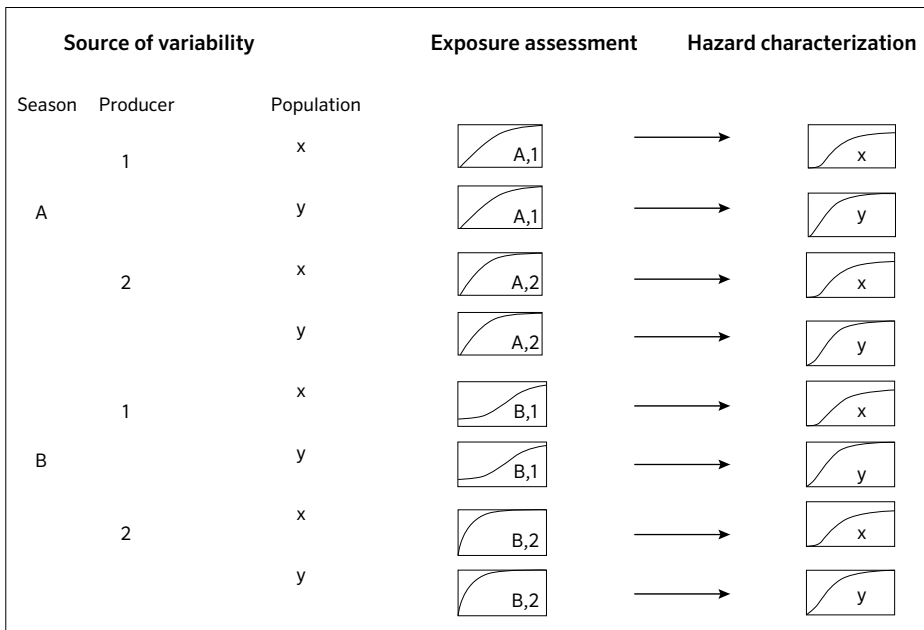 Source of variability Exposure assessment Hazard characterization
Season Producer Population
x A,1 x
1
y A,1 y
A
x A,2 x
2
y A,2 y
x B,1 x
1
y B,1 y
B
x B,2 x
2
y B,2 y